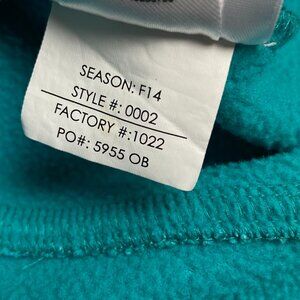 SEASON: F14
STYLE #: 0002
FACTORY #:1022
PO#: 5955 OB